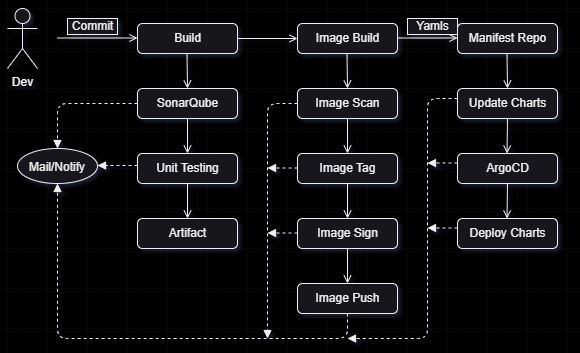 Commit
Yamls
Build
Image Build
Manifest Repo
Dev
SonarQube
Image Scan
Update Charts
Mail/Notify
Unit Testing
Image Tag
ArgoCD
Artifact
Image Sign
Deploy Charts
Image Push